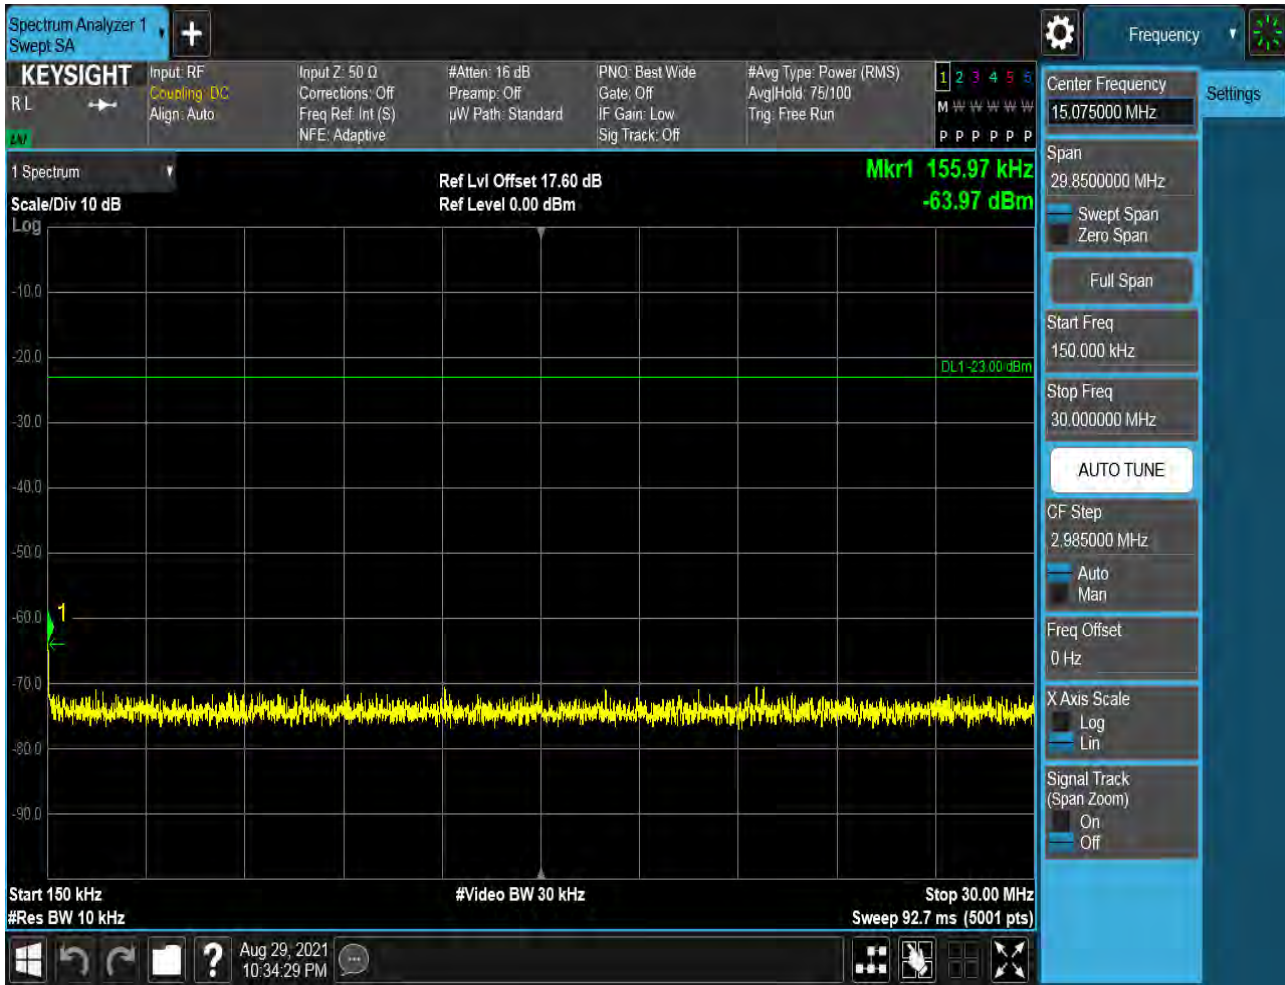 Spectrum Analyzer 1
Swept SA
+
Frequency
KEYSIGHT
R L
LNI
Input: RF
Coupling: DC
Align: Auto
Input Z: 50 Ω
Corrections: Off
Freq Ref: Int (S)
NFE: Adaptive
#Atten: 16 dB
Preamp: Off
µW Path: Standard
PNO: Best Wide
Gate: Off
IF Gain: Low
Sig Track: Off
#Avg Type: Power (RMS)
Avg|Hold: 75/100
Trig: Free Run
1 2 3 4 5 6
M W W W W W
P P P P P P
1 Spectrum
Scale/Div 10 dB
Log
Ref Lvl Offset 17.60 dB
Ref Level 0.00 dBm
Mkr1 155.97 kHz
-63.97 dBm
-10.0
-20.0
DL1 -23.00 dBm
-30.0
-40.0
-50.0
-60.0
1
-70.0
-80.0
-90.0
Start 150 kHz
#Video BW 30 kHz
Stop 30.00 MHz
#Res BW 10 kHz
Sweep 92.7 ms (5001 pts)
Center Frequency
15.075000 MHz
Settings
Span
29.8500000 MHz
Swept Span
Zero Span
Full Span
Start Freq
150.000 kHz
Stop Freq
30.000000 MHz
AUTO TUNE
CF Step
2.985000 MHz
Auto
Man
Freq Offset
0 Hz
X Axis Scale
Log
Lin
Signal Track
(Span Zoom)
On
Off
?
Aug 29, 2021
10:34:29 PM